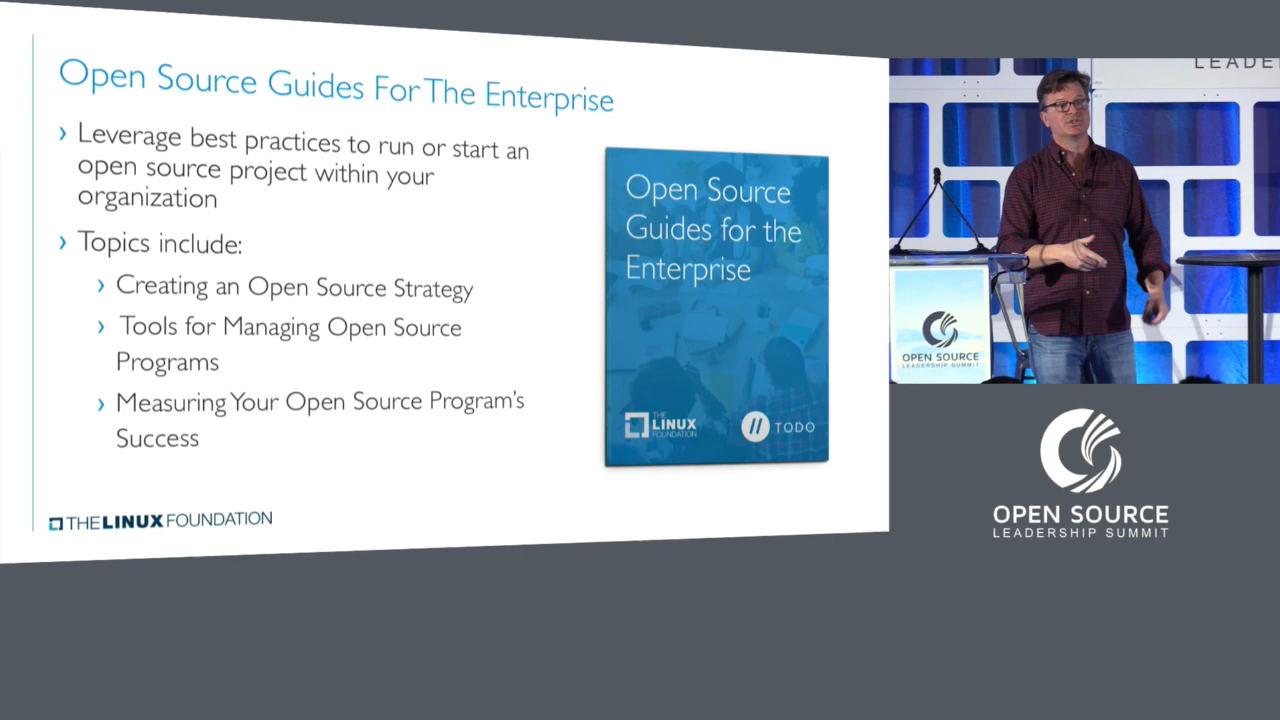 Open Source Guides For The Enterprise
› Leverage best practices to run or start an
open source project within your
organization
› Topics include:
› Creating an Open Source Strategy
› Tools for Managing Open Source
Programs
› Measuring Your Open Source Program's
Success
Open Source
Guides for the
Enterprise
THE
LINUX
FOUNDATION
TODO
THE LINUX FOUNDATION
LEADE
OPEN SOURCE
LEADERSHIP SUMMIT
OPEN SOURCE
LEADERSHIP SUMMIT